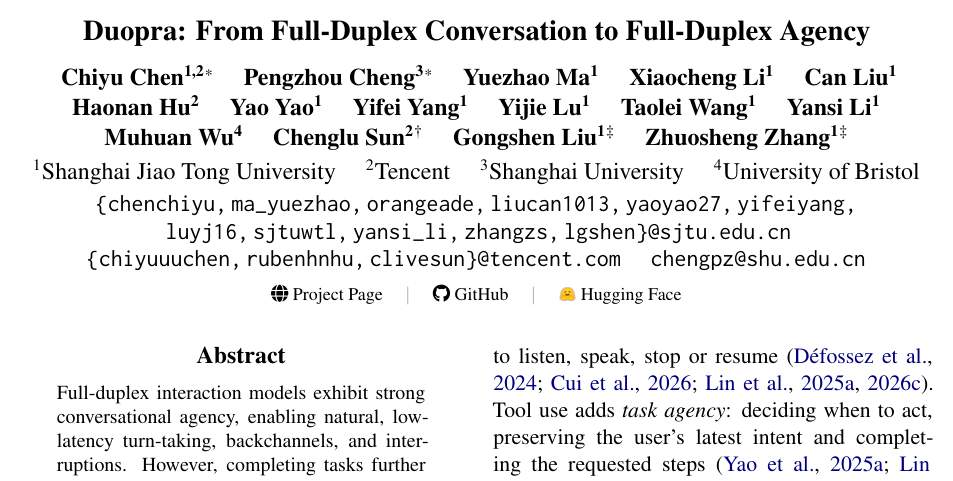 Duopra: From Full-Duplex Conversation to Full-Duplex Agency
Chiyu Chen1,2* Pengzhou Cheng3* Yuezhao Ma1 Xiaocheng Li1 Can Liu1
Haonan Hu2 Yao Yao1 Yifei Yang1 Yijie Lu1 Taolei Wang1 Yansi Li1
Muhuan Wu4 Chenglu Sun2† Gongshen Liu1‡ Zhuosheng Zhang1‡
1Shanghai Jiao Tong University 2Tencent 3Shanghai University 4University of Bristol
{chenchiyu, ma_yuezhao, orangeade, liucan1013, yaoyao27, yifeiyang,
luyj16, sjtuwtl, yansi_li, zhangzs, lgshen}@sjtu.edu.cn
{chiyuuuchen, rubenhnhu, clivesun}@tencent.com chengpz@shu.edu.cn
Project Page | GitHub | Hugging Face
Abstract
Full-duplex interaction models exhibit strong
conversational agency, enabling natural, low-
latency turn-taking, backchannels, and inter-
ruptions. However, completing tasks further
to listen, speak, stop or resume (Défossez et al.,
2024; Cui et al., 2026; Lin et al., 2025a, 2026c).
Tool use adds task agency: deciding when to act,
preserving the user's latest intent and complet-
ing the requested steps (Yao et al., 2025a; Lin